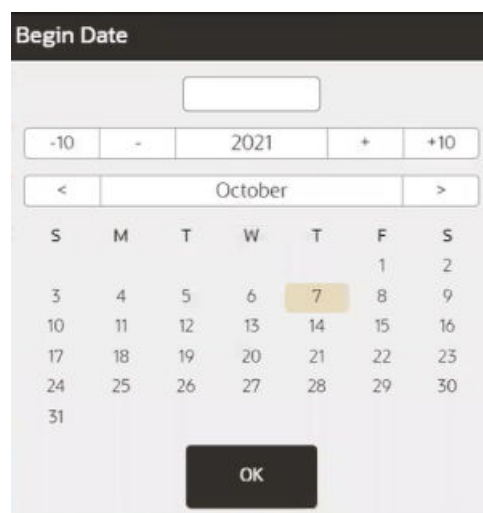 Begin Date
-10 - 2021 + +10
< October >
S M T W T F S
1 2
3 4 5 6 7 8 9
10 11 12 13 14 15 16
17 18 19 20 21 22 23
24 25 26 27 28 29 30
31
OK